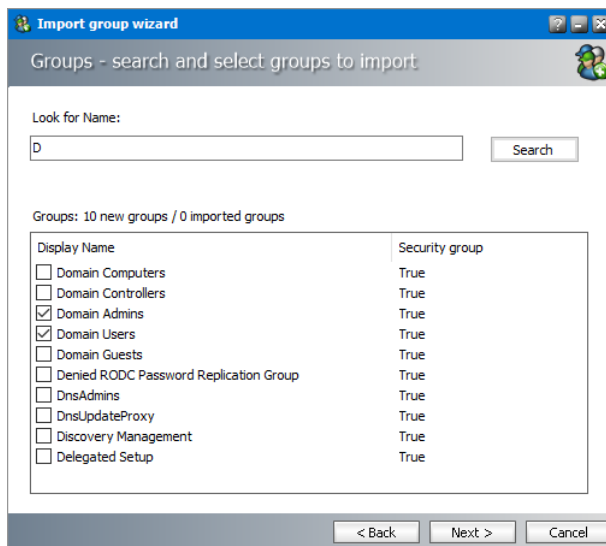 Import group wizard
Groups - search and select groups to import
Look for Name:
D
Search
Groups: 10 new groups / 0 imported groups
Display Name Security group
Domain Computers True
Domain Controllers True
Domain Admins True
Domain Users True
Domain Guests True
Denied RODC Password Replication Group True
DnsAdmins True
DnsUpdateProxy True
Discovery Management True
Delegated Setup True
< Back Next > Cancel